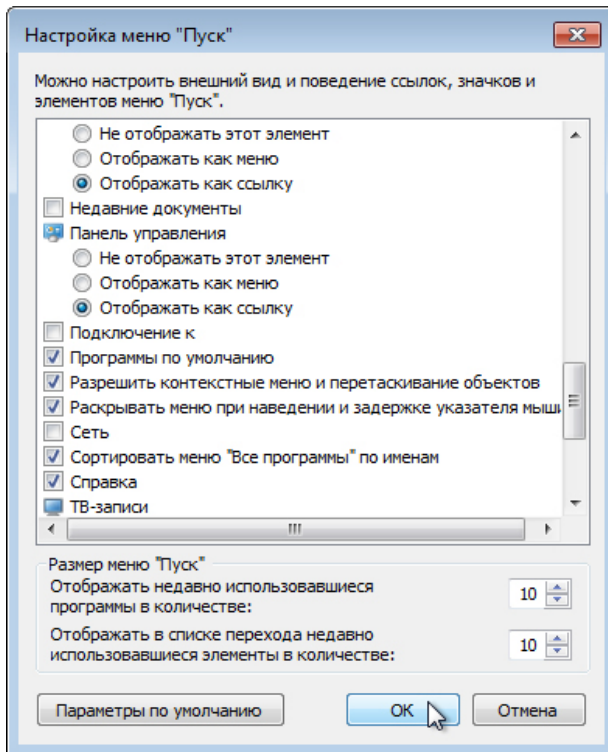 Настройка меню "Пуск"
Можно настроить внешний вид и поведение ссылок, значков и
элементов меню "Пуск".
Не отображать этот элемент
Отображать как меню
Отображать как ссылку
Недавние документы
Панель управления
Не отображать этот элемент
Отображать как меню
Отображать как ссылку
Подключение к
Программы по умолчанию
Разрешить контекстные меню и перетаскивание объектов
Раскрывать меню при наведении и задержке указателя мыши
Сеть
Сортировать меню "Все программы" по именам
Справка
ТВ-записи
Размер меню "Пуск"
Отображать недавно использовавшиеся
программы в количестве:
10
Отображать в списке перехода недавно
использовавшиеся элементы в количестве:
10
Параметры по умолчанию
ОК
Отмена